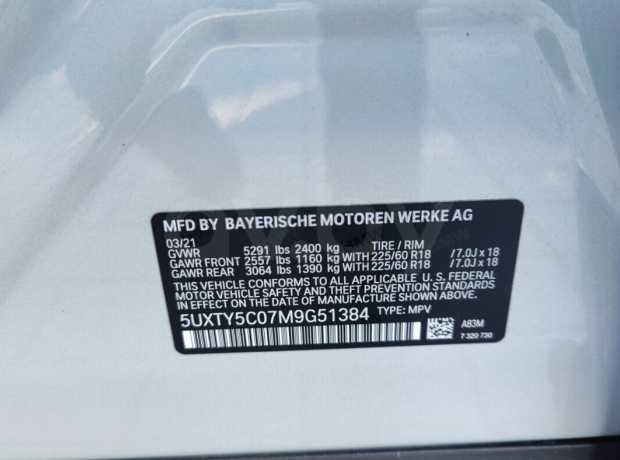 MFD BY BAYERISCHE MOTOREN WERKE AG
03/21
GVWR 5291 lbs 2400 kg TIRE / RIM
GAWR FRONT 2557 lbs 1160 kg WITH 225/60 R18 /7.0J x 18
GAWR REAR 3064 lbs 1390 kg WITH 225/60 R18 /7.0J x 18
THIS VEHICLE CONFORMS TO ALL APPLICABLE U. S. FEDERAL
MOTOR VEHICLE SAFETY, BUMPER, AND THEFT PREVENTION
STANDARDS IN EFFECT ON THE DATE OF MANUFACTURE SHOWN ABOVE.
5UXTY5C07M9G51384 TYPE: MPV
A83M
7 320 730